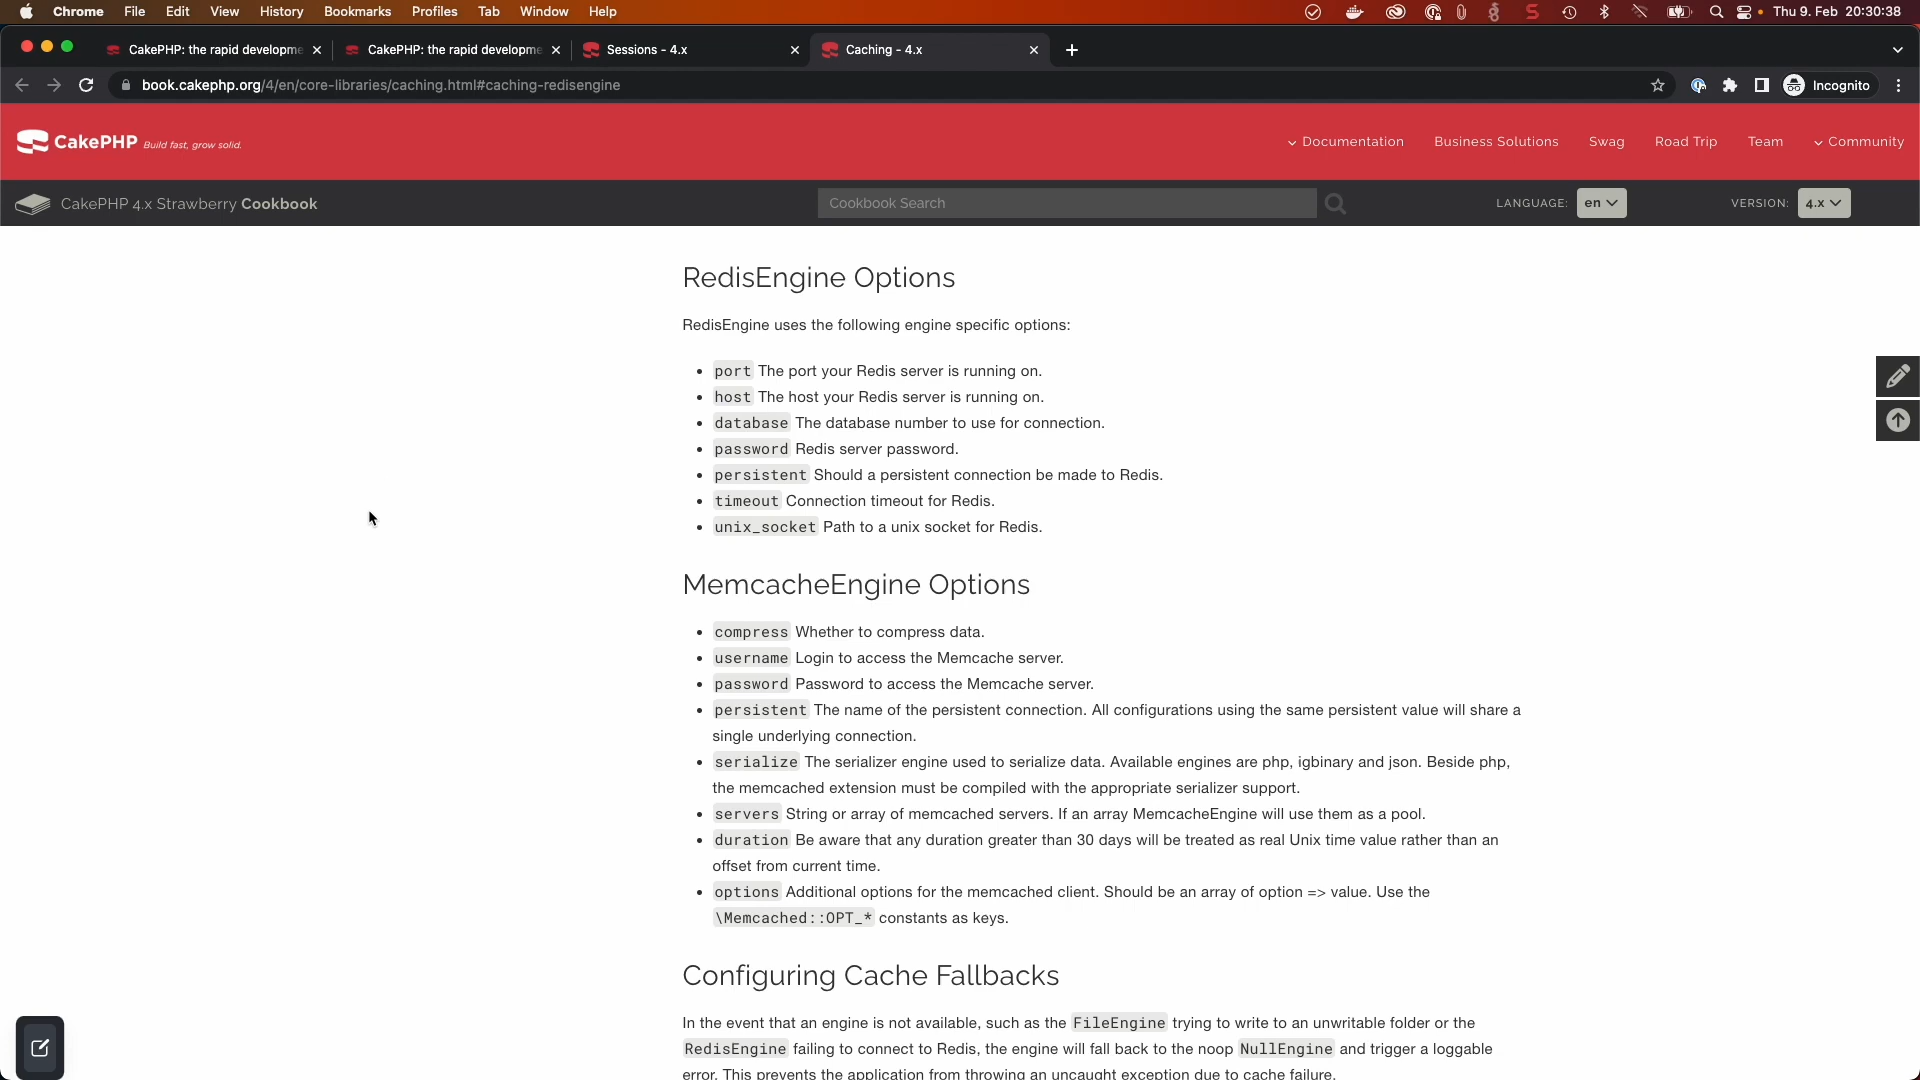 Chrome File Edit View History Bookmarks Profiles Tab Window Help Thu 9. Feb 20:30:38
CakePHP: the rapid developme CakePHP: the rapid developme Sessions - 4.x Caching - 4.x
book.cakephp.org/4/en/core-libraries/caching.html#caching-redisengine Incognito
CakePHP Build fast, grow solid. Documentation Business Solutions Swag Road Trip Team Community
CakePHP 4.x Strawberry Cookbook Cookbook Search LANGUAGE: en VERSION: 4.x
RedisEngine Options
RedisEngine uses the following engine specific options:
• port The port your Redis server is running on.
• host The host your Redis server is running on.
• database The database number to use for connection.
• password Redis server password.
• persistent Should a persistent connection be made to Redis.
• timeout Connection timeout for Redis.
• unix_socket Path to a unix socket for Redis.
MemcacheEngine Options
• compress Whether to compress data.
• username Login to access the Memcache server.
• password Password to access the Memcache server.
• persistent The name of the persistent connection. All configurations using the same persistent value will share a
single underlying connection.
• serialize The serializer engine used to serialize data. Available engines are php, igbinary and json. Beside php,
the memcached extension must be compiled with the appropriate serializer support.
• servers String or array of memcached servers. If an array MemcacheEngine will use them as a pool.
• duration Be aware that any duration greater than 30 days will be treated as real Unix time value rather than an
offset from current time.
• options Additional options for the memcached client. Should be an array of option => value. Use the
\Memcached::OPT_* constants as keys.
Configuring Cache Fallbacks
In the event that an engine is not available, such as the FileEngine trying to write to an unwritable folder or the
RedisEngine failing to connect to Redis, the engine will fall back to the noop NullEngine and trigger a loggable
error. This prevents the application from throwing an uncaught exception due to cache failure.